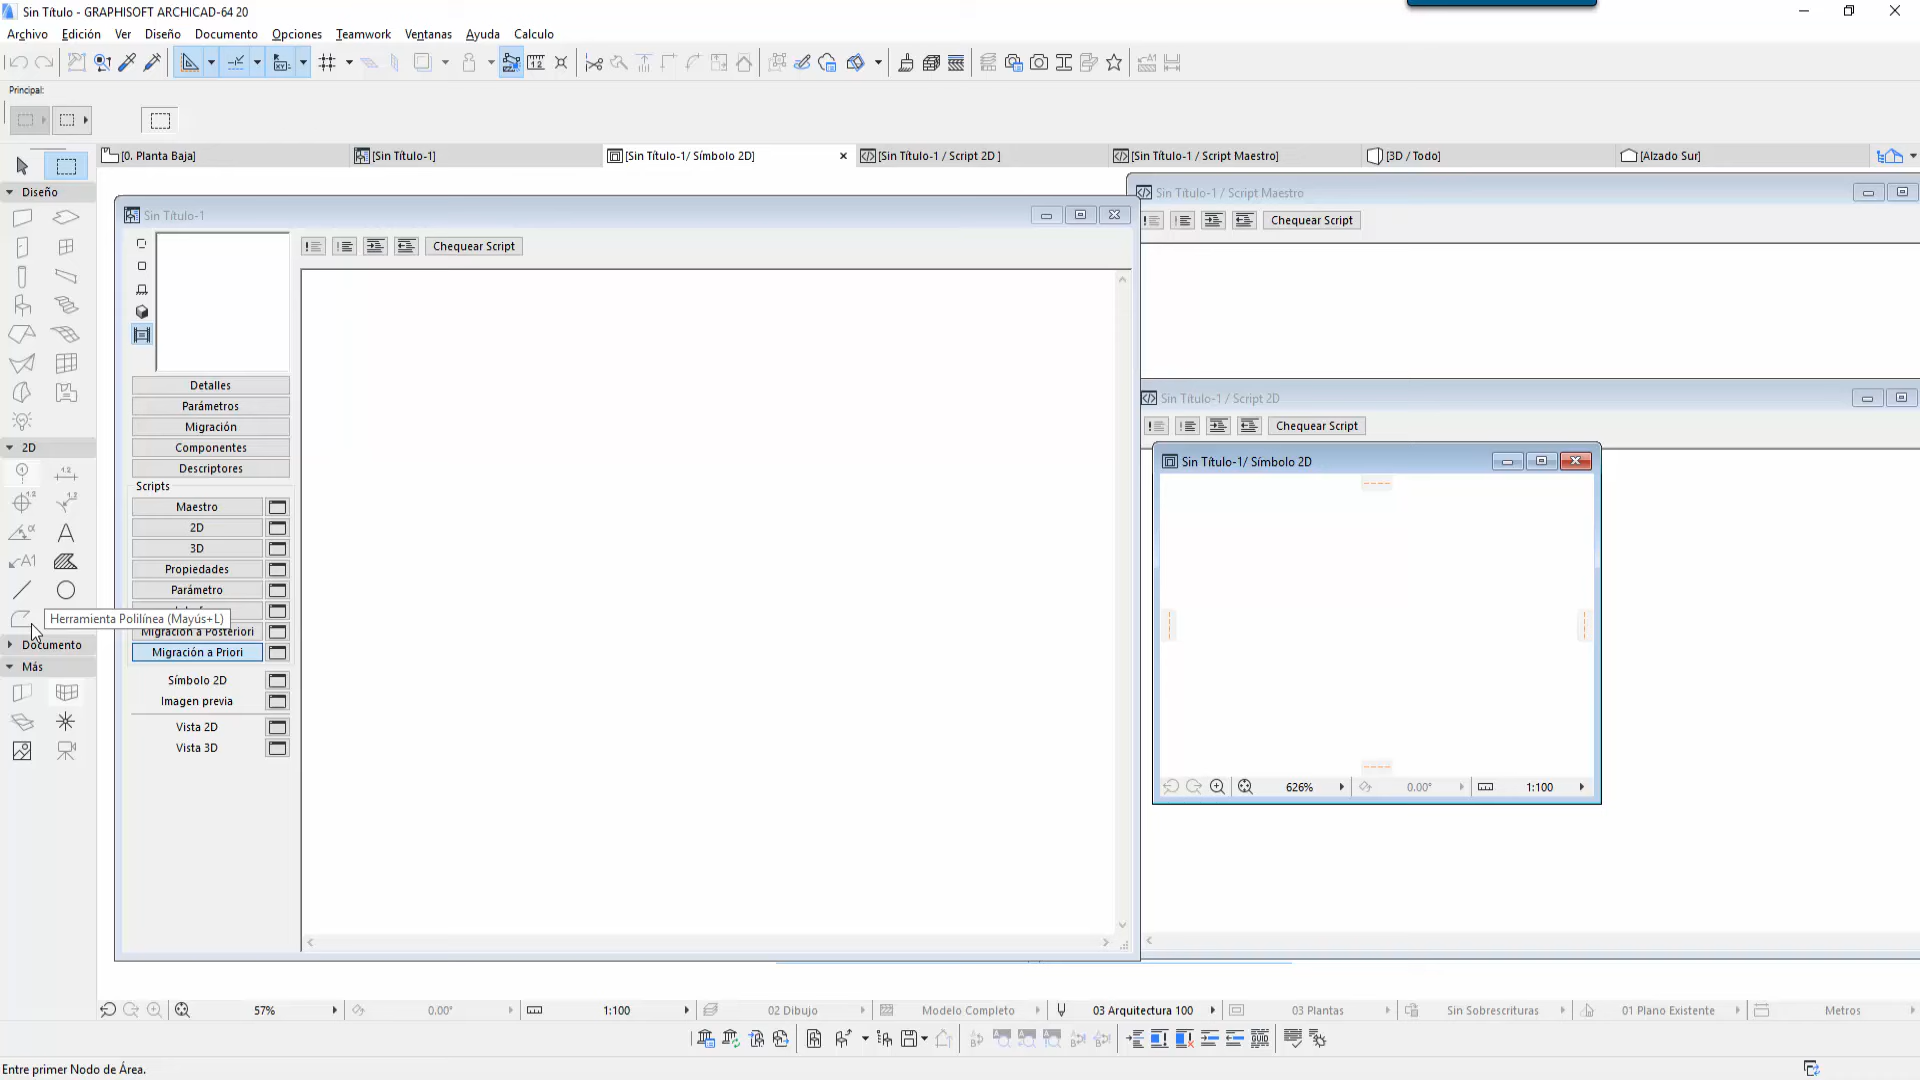 Sin Título - GRAPHISOFT ARCHICAD-64 20
Archivo Edición Ver Diseño Opciones Documento Teamwork Ventanas Ayuda Calculo
Principal:
[0. Planta Baja] [Sin Título-1] [Sin Título-1/ Símbolo 2D] [Sin Título-1 / Script 2D ] [Sin Título-1 / Script Maestro] [3D / Todo] [Alzado Sur]
Diseño
Sin Título-1
Sin Título-1 / Script Maestro
Chequear Script
Chequear Script
Detalles
Parámetros
Migración
Componentes
Descriptores
Scripts
Maestro
2D
3D
Propiedades
Parámetro
Migración a Posteriori
Migración a Priori
Símbolo 2D
Imagen previa
Vista 2D
Vista 3D
Sin Título-1 / Script 2D
Chequear Script
Sin Título-1/ Símbolo 2D
626% 0.00° 1:100
2D
A1
Herramienta Polilínea (Mayús+L)
Documento
Más
57% 0.00° 1:100 02 Dibujo Modelo Completo 03 Arquitectura 100 03 Plantas Sin Sobrescrituras 01 Plano Existente Metros
Entre primer Nodo de Área.